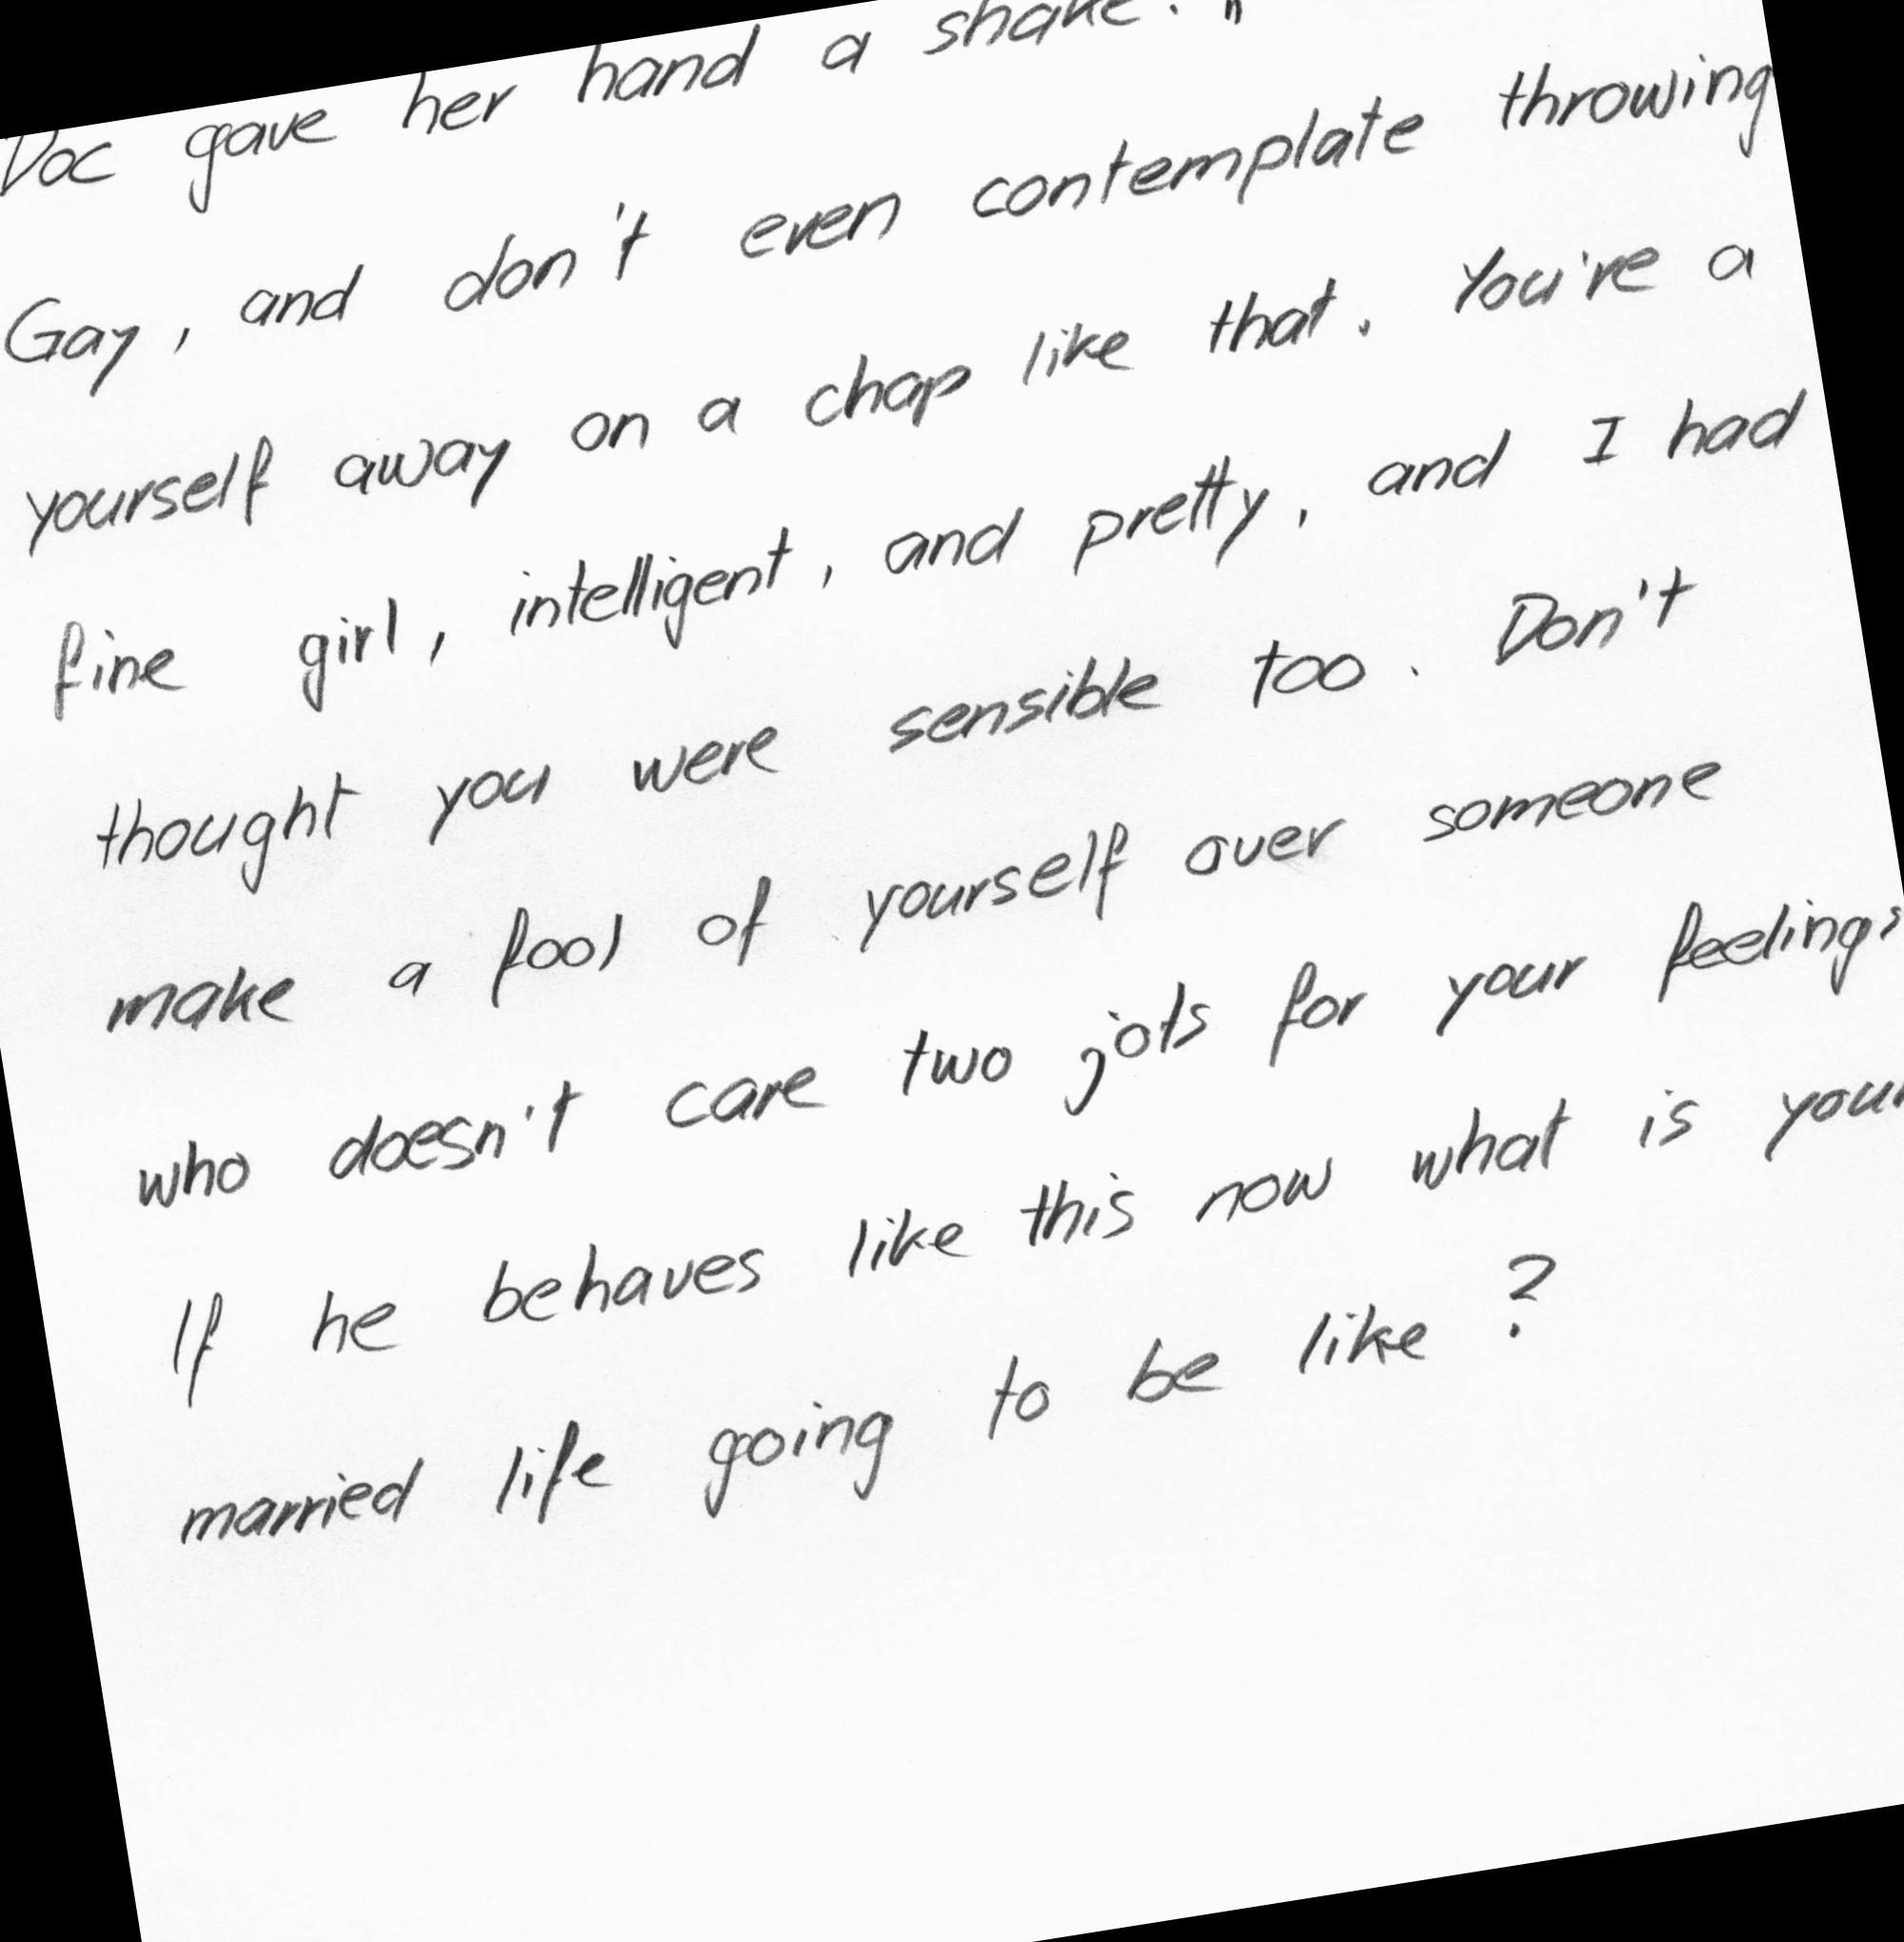 Doc gave her hand a shake. "
Gay, and don't even contemplate throwing
yourself away on a chap like that. You're a
fine girl, intelligent, and pretty, and I had
thought you were sensible too. Don't
make a fool of yourself over someone
who doesn't care two jots for your feelings
If he behaves like this now what is your
married life going to be like ?